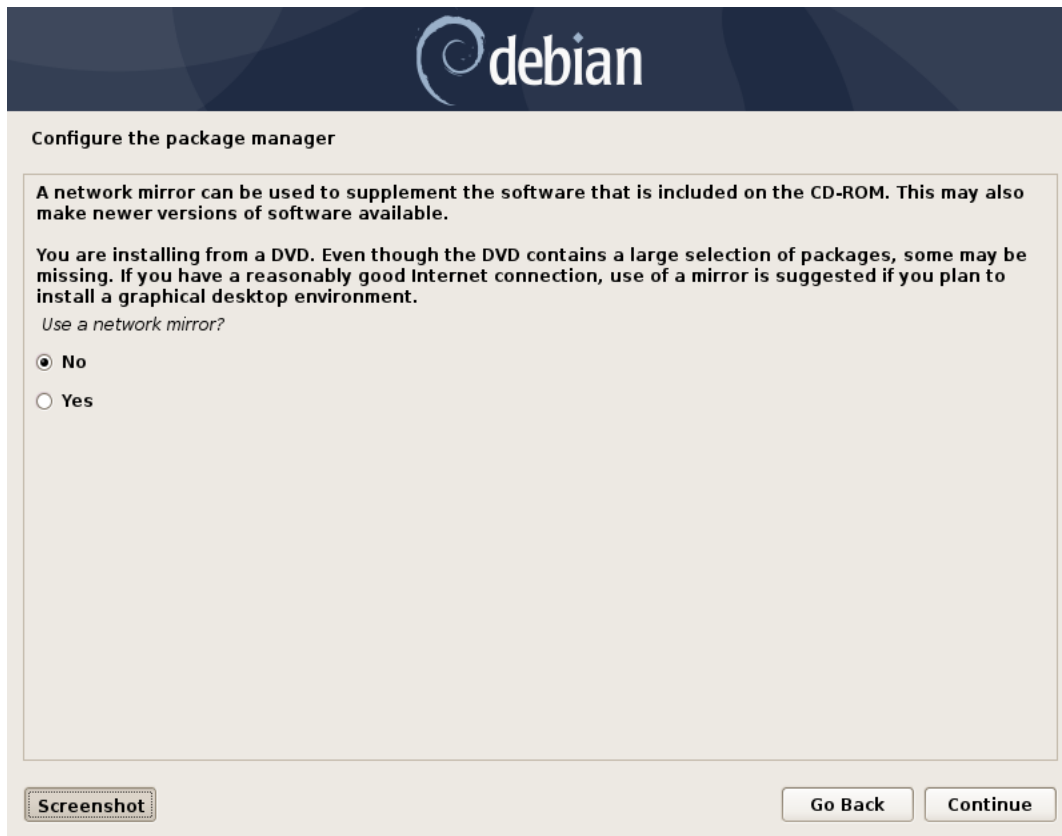 debian
Configure the package manager
A network mirror can be used to supplement the software that is included on the CD-ROM. This may also
make newer versions of software available.
You are installing from a DVD. Even though the DVD contains a large selection of packages, some may be
missing. If you have a reasonably good Internet connection, use of a mirror is suggested if you plan to
install a graphical desktop environment.
Use a network mirror?
No
Yes
Screenshot Go Back Continue